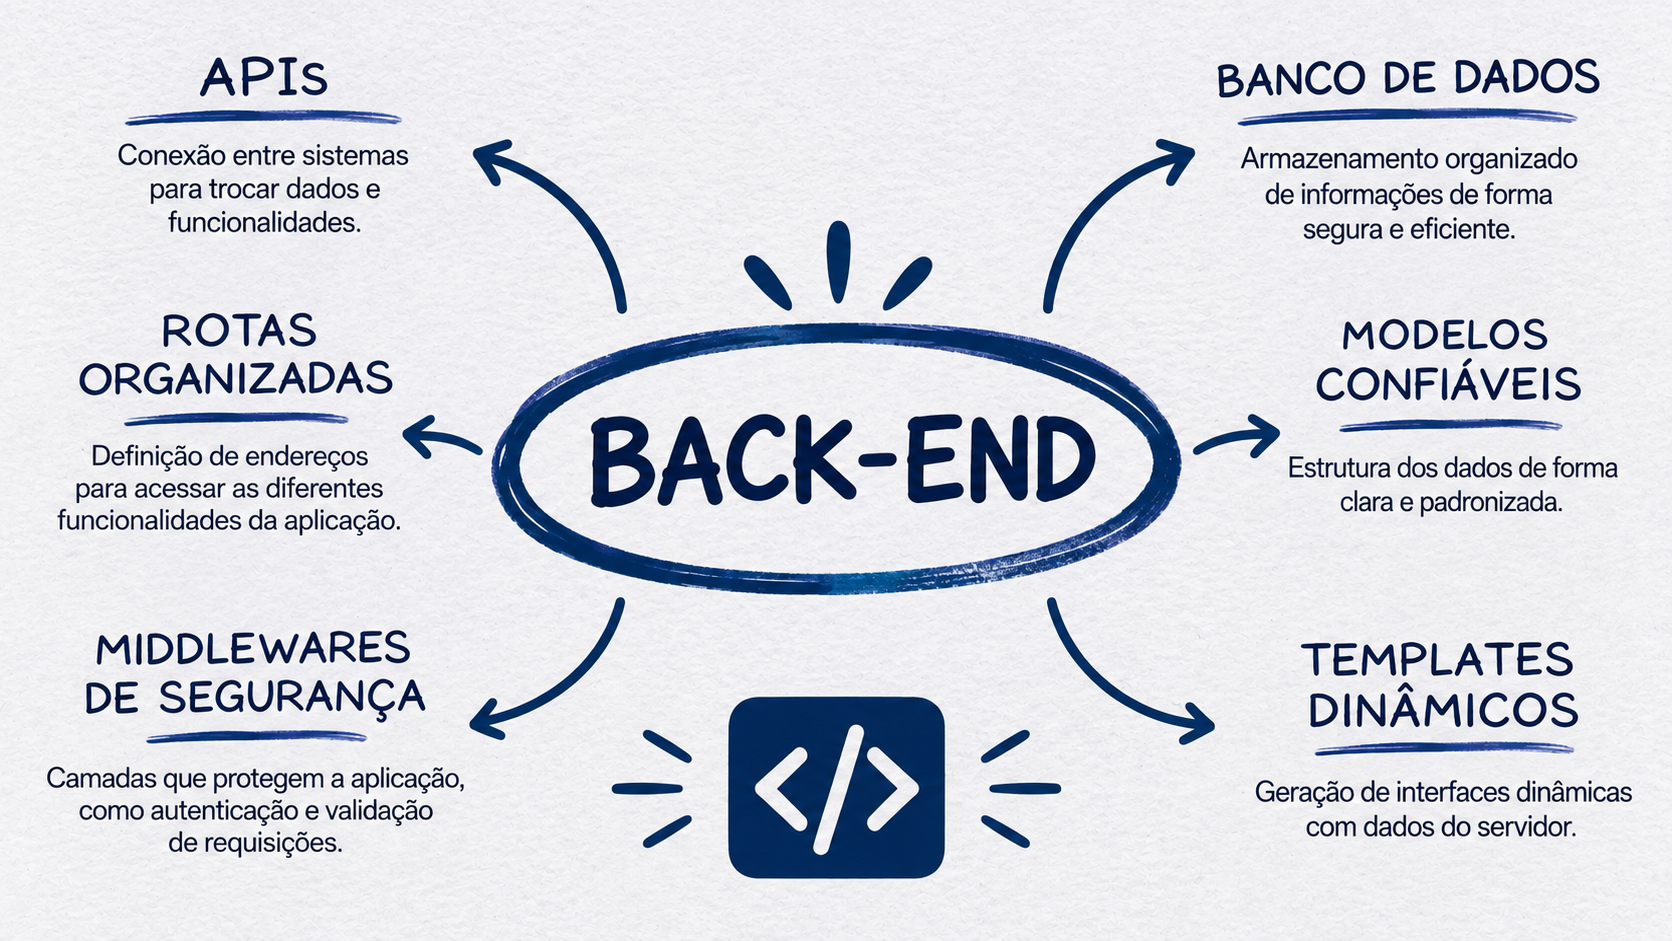 APIs
Conexão entre sistemas
para trocar dados e
funcionalidades.
ROTAS
ORGANIZADAS
Definição de endereços
para acessar as diferentes
funcionalidades da aplicação.
MIDDLEWARES
DE SEGURANÇA
Camadas que protegem a aplicação,
como autenticação e validação
de requisições.
BACK-END
</>
BANCO DE DADOS
Armazenamento organizado
de informações de forma
segura e eficiente.
MODELOS
CONFIÁVEIS
Estrutura dos dados de forma
clara e padronizada.
TEMPLATES
DINÂMICOS
Geração de interfaces dinâmicas
com dados do servidor.